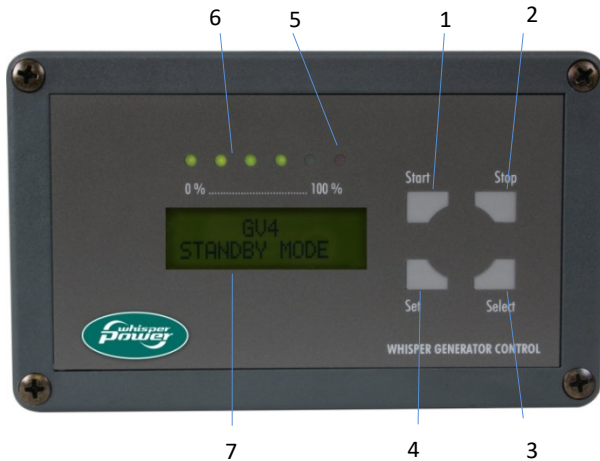 6 5 1 2
Start Stop
0 % ........................ 100 %
GV4
STANDBY MODE
Set Select
whisper
power
WHISPER GENERATOR CONTROL
7 4 3